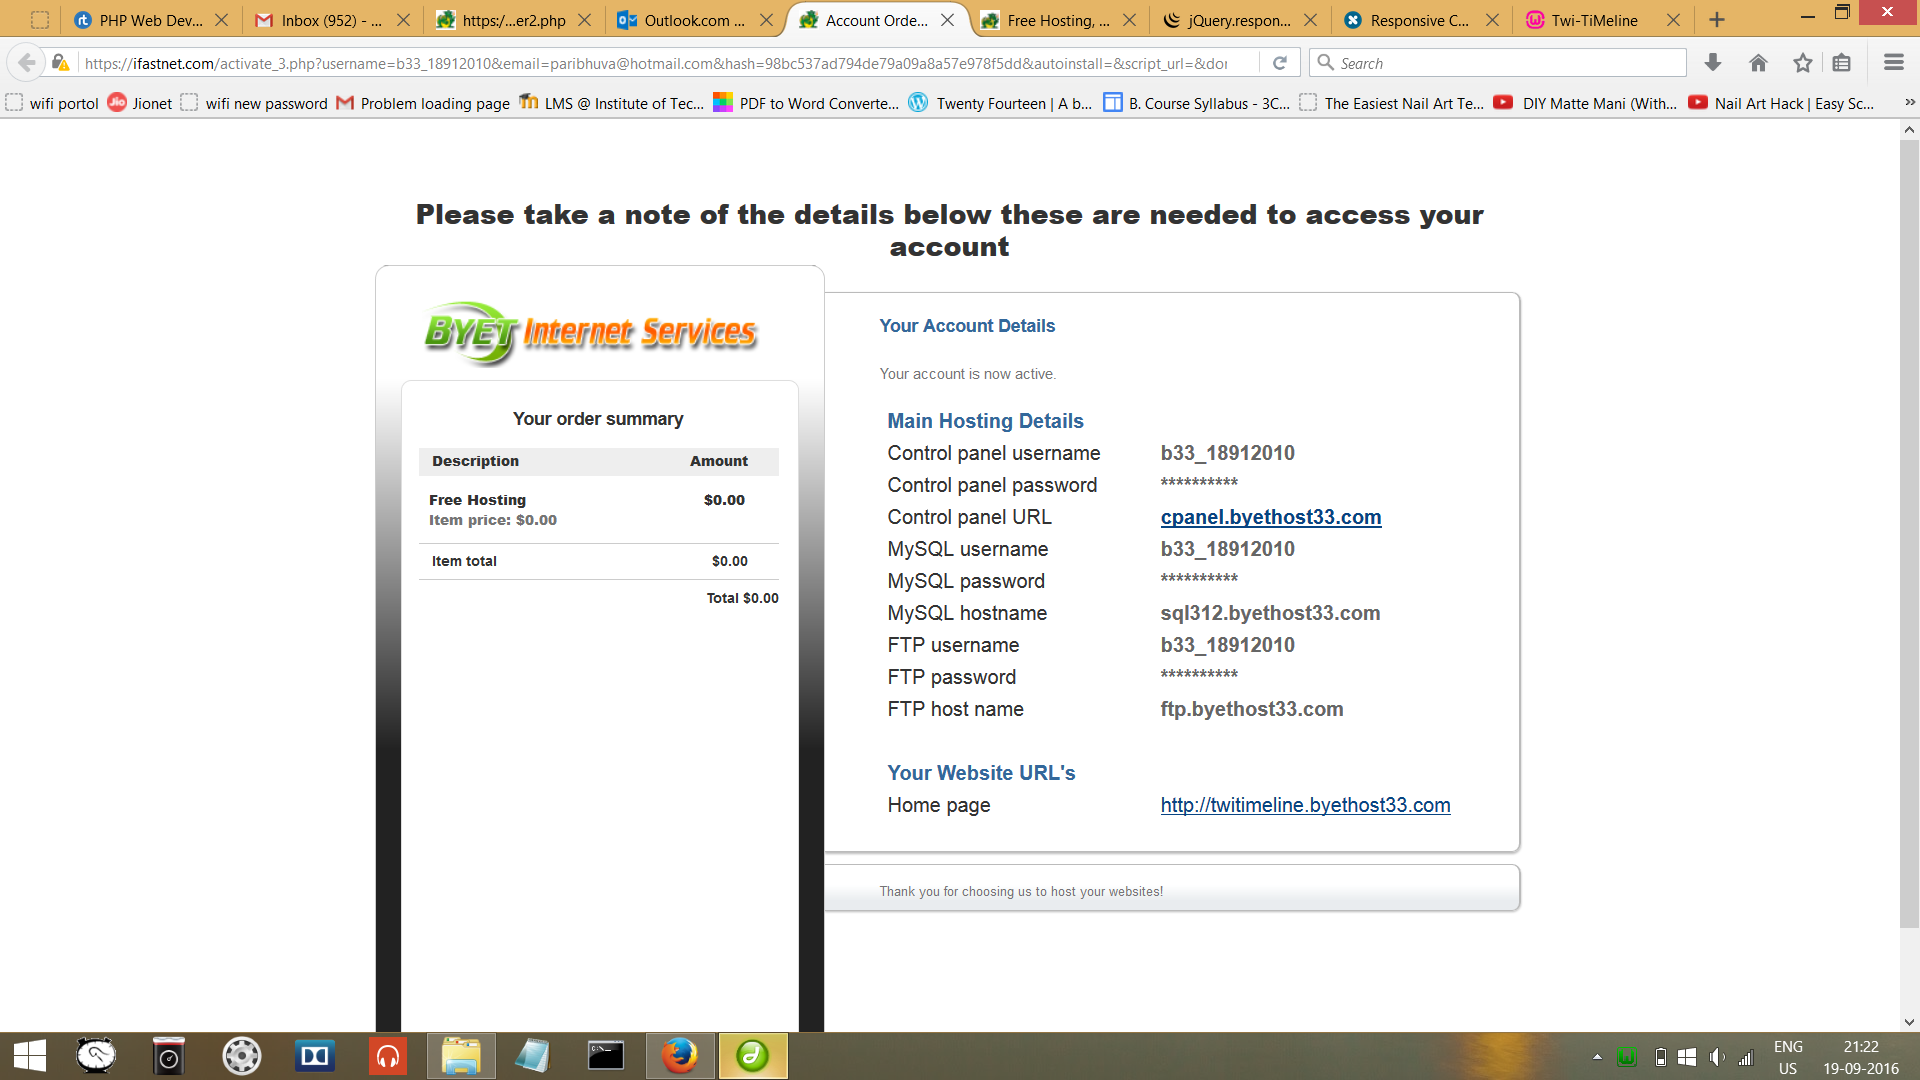 PHP Web Dev...
Inbox (952) - ...
https:/...er2.php
Outlook.com ...
Account Orde...
Free Hosting, ...
jQuery.respon...
Responsive C...
Twi-TiMeline
https://ifastnet.com/activate_3.php?username=b33_18912010&email=paribhuva@hotmail.com&hash=98bc537ad794de79a09a8a57e978f5dd&autoinstall=&script_url=&dor
Search
wifi portol
Jio Jionet
wifi new password
Problem loading page
LMS @ Institute of Tec...
PDF to Word Converte...
Twenty Fourteen | A b...
B. Course Syllabus - 3C...
The Easiest Nail Art Te...
DIY Matte Mani (With...
Nail Art Hack | Easy Sc...
Please take a note of the details below these are needed to access your
account
BYET Internet Services
Your order summary
Description Amount
Free Hosting $0.00
Item price: $0.00
Item total $0.00
Total $0.00
Your Account Details
Your account is now active.
Main Hosting Details
Control panel username b33_18912010
Control panel password **********
Control panel URL cpanel.byethost33.com
MySQL username b33_18912010
MySQL password **********
MySQL hostname sql312.byethost33.com
FTP username b33_18912010
FTP password **********
FTP host name ftp.byethost33.com
Your Website URL's
Home page http://twitimeline.byethost33.com
Thank you for choosing us to host your websites!
ENG 21:22
US 19-09-2016